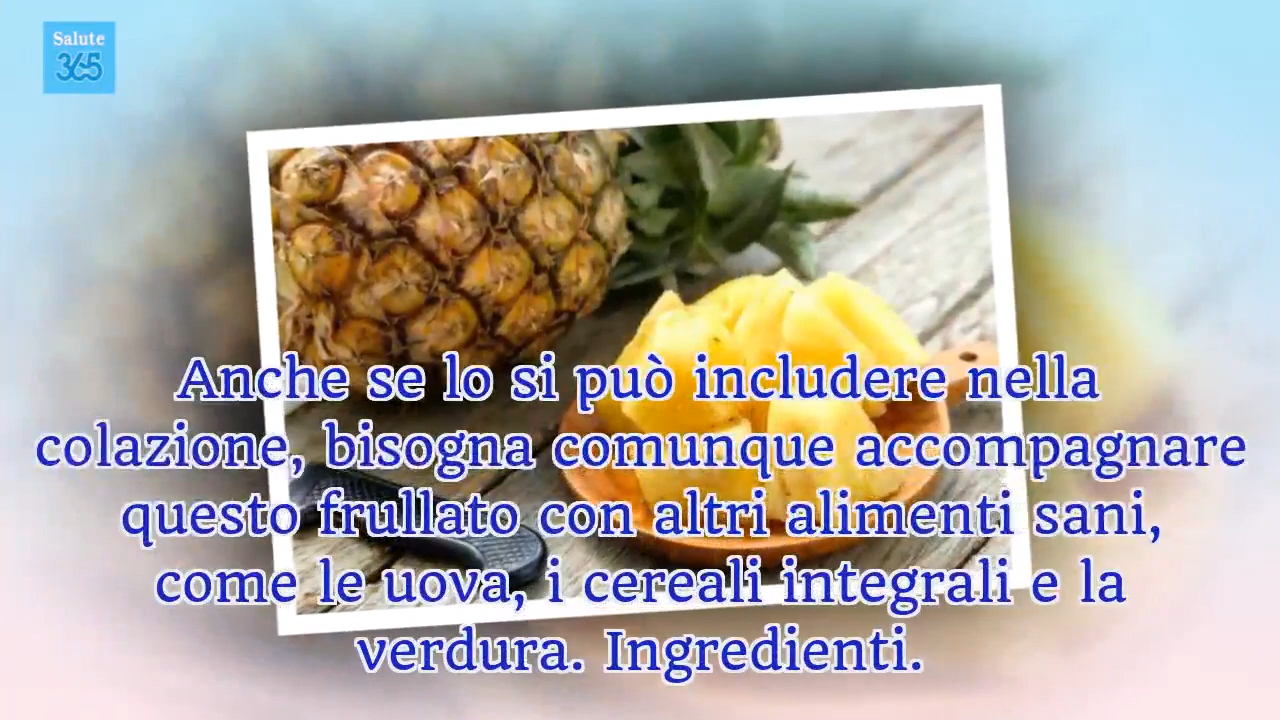 Salute
365
Anche se lo si può includere nella
colazione, bisogna comunque accompagnare
questo frullato con altri alimenti sani,
come le uova, i cereali integrali e la
verdura. Ingredienti.